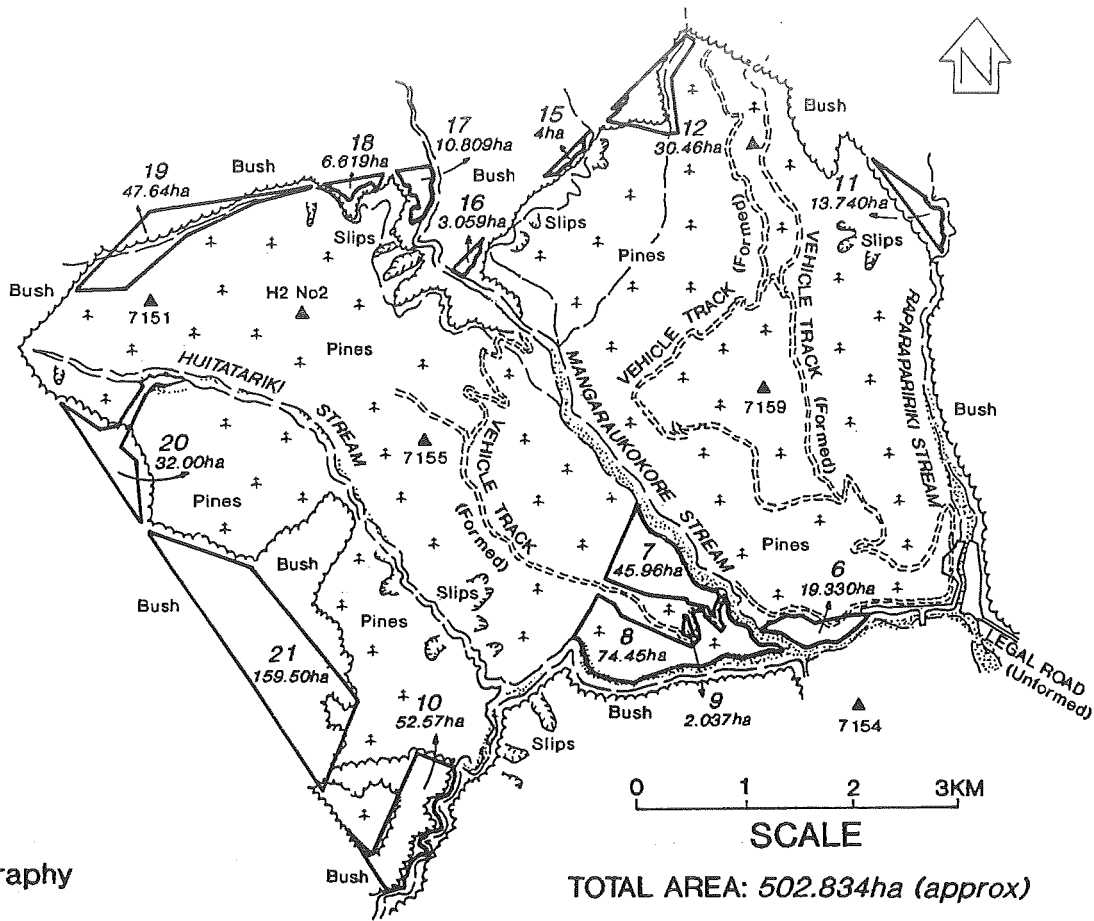 N
Bush
15
4ha
17
10.809ha
Bush
18
6.619ha
12
30.46ha
Bush
19
47.64ha
11
13.740ha
16
3.059ha
Slips
Slips
Slips
(Formed)
Pines
VEHICLE TRACK
(Formed)
Bush
7151
H2 No2
Pines
VEHICLE TRACK
RAPARAPARIRIKI STREAM
HUITATARIKI
STREAM
MANGARAUKOKORE STREAM
7159
Bush
7155
VEHICLE TRACK
(Formed)
20
32.00ha
Pines
Bush
Pines
7
45.96ha
6
19.330ha
Bush
Slips
Pines
8
74.45ha
21
159.50ha
LEGAL ROAD
(Unformed)
10
52.57ha
Bush
9
2.037ha
7154
Slips
0 1 2 3KM
SCALE
Bush
raphy
TOTAL AREA: 502.834ha (approx)